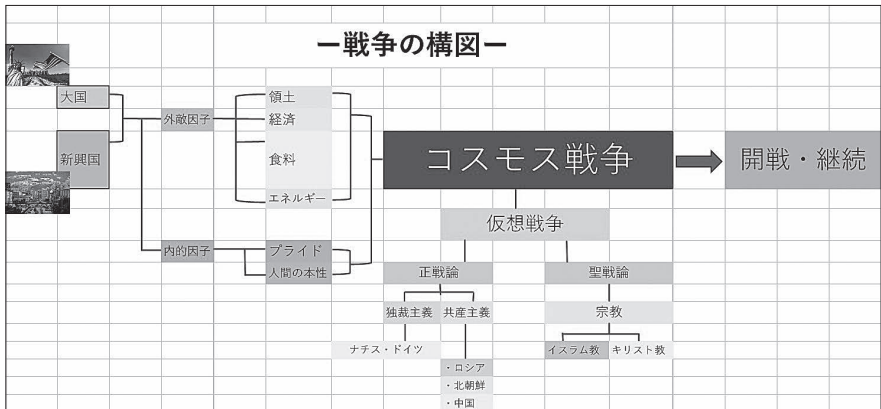 ー戦争の構図ー
大国
新興国
外敵因子
内的因子
領土
経済
食料
エネルギー
プライド
人間の本性
コスモス戦争
開戦・継続
仮想戦争
正戦論
聖戦論
独裁主義
共産主義
宗教
ナチス・ドイツ
イスラム教
キリスト教
・ロシア
・北朝鮮
・中国